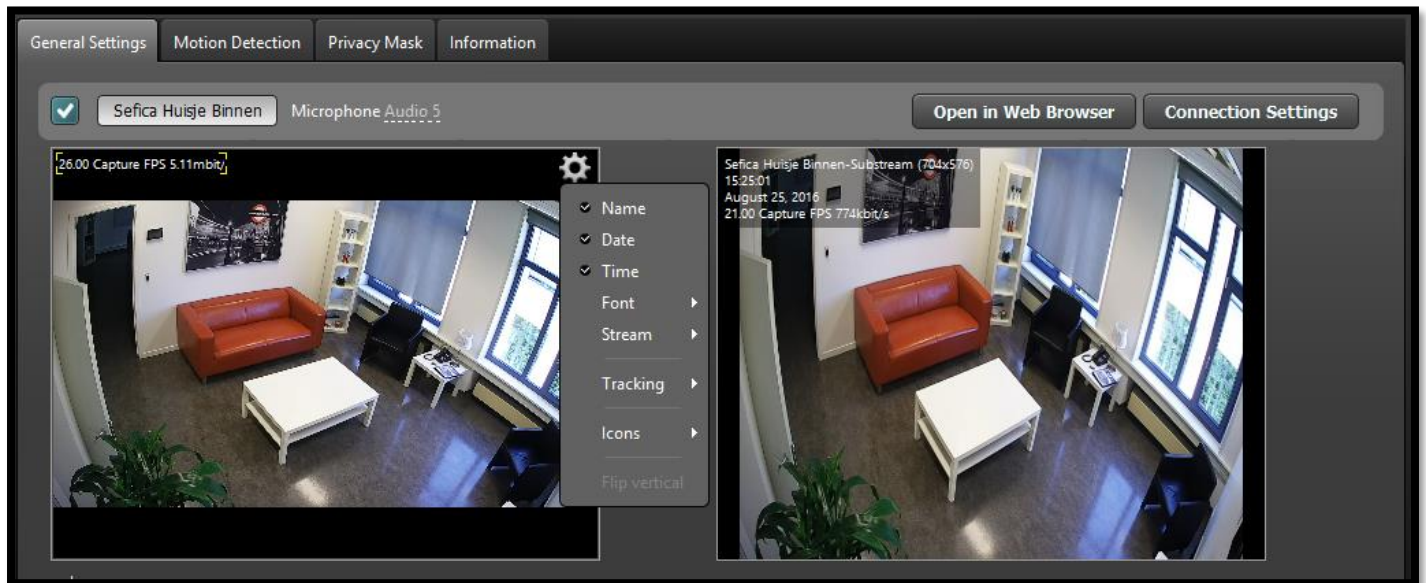 General Settings
Motion Detection
Privacy Mask
Information
Sefica Huisje Binnen
Microphone Audio 5
Open in Web Browser
Connection Settings
26.00 Capture FPS 5.11mbit/
Name
Date
Time
Font
Stream
Tracking
Icons
Flip vertical
Sefica Huisje Binnen-Substream (704x576)
15:25:01
August 25, 2016
21.00 Capture FPS 774kbit/s